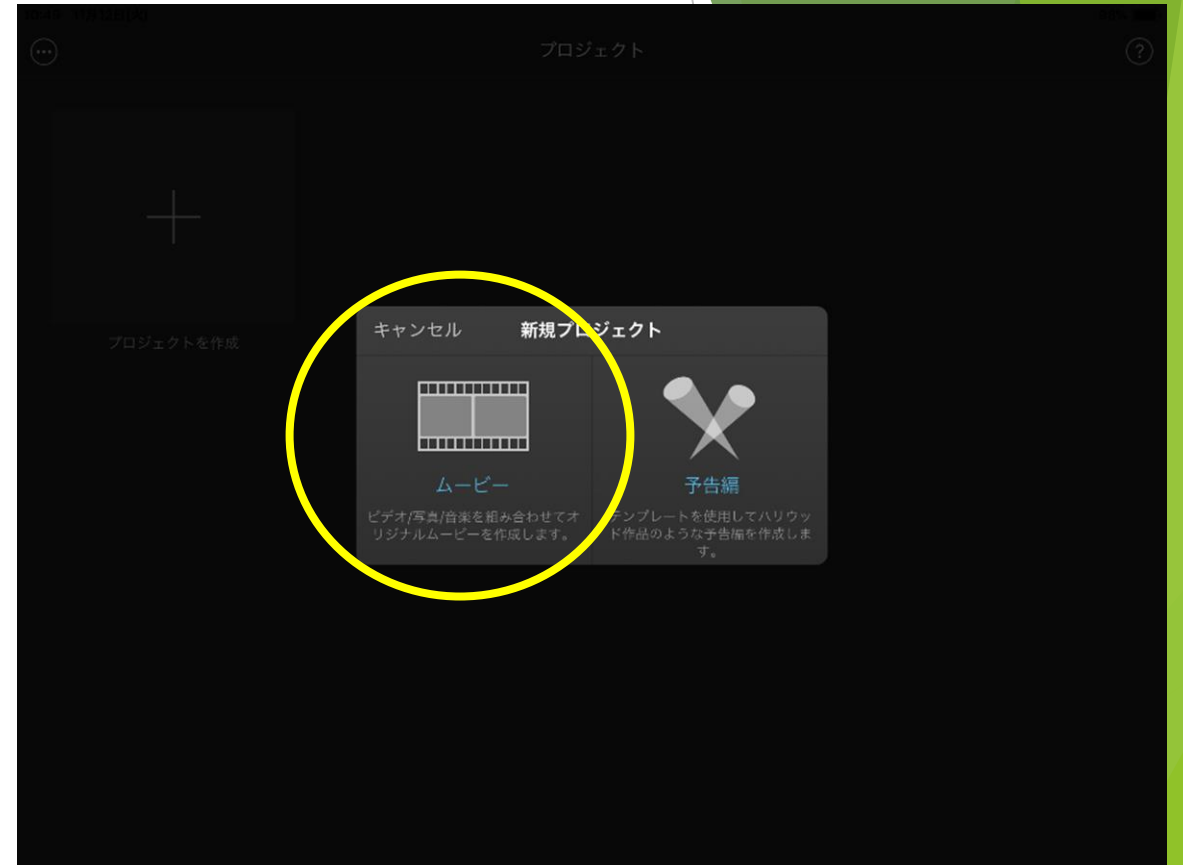 プロジェクト
プロジェクトを作成
キャンセル 新規プロジェクト
ムービー
ビデオ/写真/音楽を組み合わせてオ
リジナルムービーを作成します。
予告編
テンプレートを使用してハリウッ
ド作品のような予告編を作成しま
す。